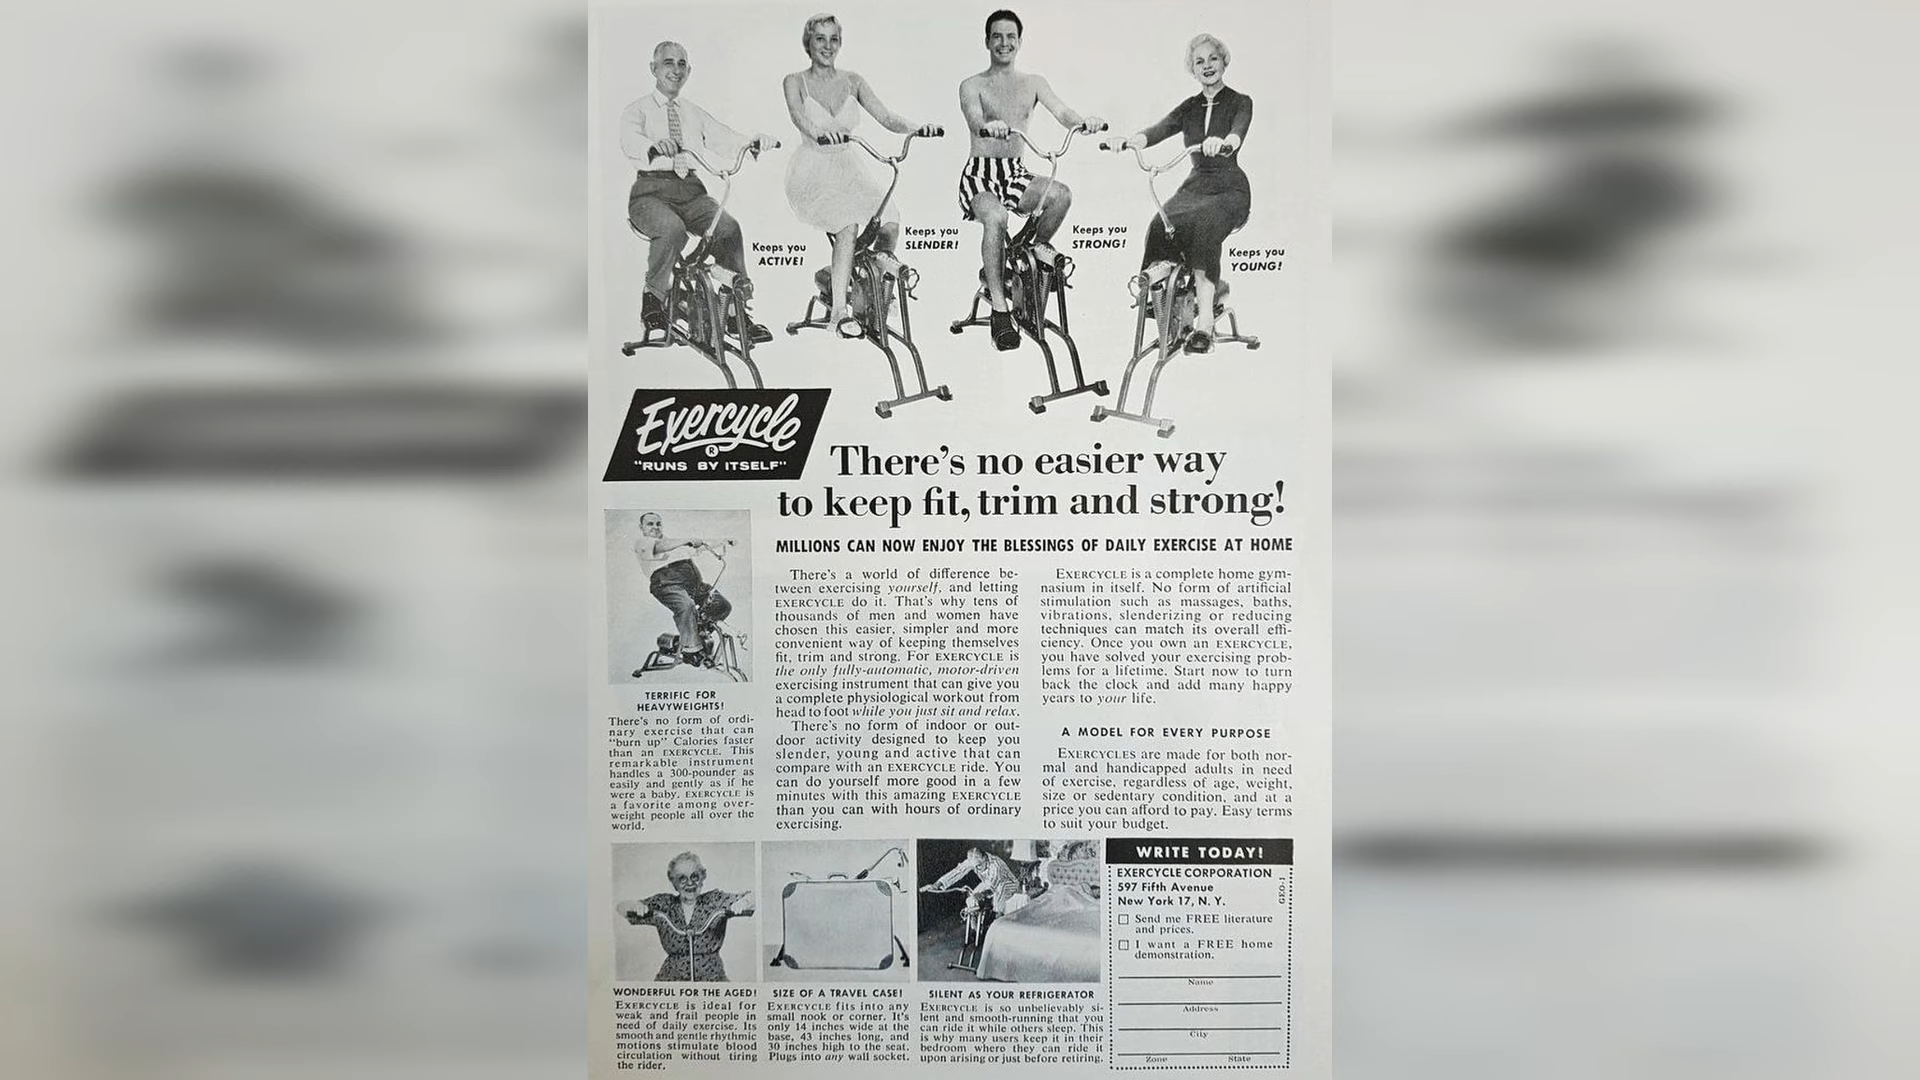 Keeps you
ACTIVE!
Keeps you
SLENDER!
Keeps you
STRONG!
Keeps you
YOUNG!
Exercycle
®
"RUNS BY ITSELF"
There's no easier way
to keep fit, trim and strong!
MILLIONS CAN NOW ENJOY THE BLESSINGS OF DAILY EXERCISE AT HOME
There's a world of difference be-
tween exercising yourself, and letting
EXERCYCLE do it. That's why tens of
thousands of men and women have
chosen this easier, simpler and more
convenient way of keeping themselves
fit, trim and strong. For EXERCYCLE is
the only fully-automatic, motor-driven
exercising instrument that can give you
a complete physiological workout from
head to foot while you just sit and relax.
There's no form of indoor or out-
door activity designed to keep you
slender, young and active that can
compare with an EXERCYCLE ride. You
can do yourself more good in a few
minutes with this amazing EXERCYCLE
than you can with hours of ordinary
exercising.
EXERCYCLE is a complete home gym-
nasium in itself. No form of artificial
stimulation such as massages, baths,
vibrations, slenderizing or reducing
techniques can match its overall effi-
ciency. Once you own an EXERCYCLE,
you have solved your exercising prob-
lems for a lifetime. Start now to turn
back the clock and add many happy
years to your life.
A MODEL FOR EVERY PURPOSE
EXERCYCLES are made for both nor-
mal and handicapped adults in need
of exercise, regardless of age, weight,
size or sedentary condition, and at a
price you can afford to pay. Easy terms
to suit your budget.
TERRIFIC FOR
HEAVYWEIGHTS!
There's no form of ordi-
nary exercise that can
"burn up" Calories faster
than an EXERCYCLE. This
remarkable instrument
handles a 300-pounder as
easily and gently as if he
were a baby. EXERCYCLE is
a favorite among over-
weight people all over the
world.
WONDERFUL FOR THE AGED!
EXERCYCLE is ideal for
weak and frail people in
need of daily exercise. Its
smooth and gentle rhythmic
motions stimulate blood
circulation without tiring
the rider.
SIZE OF A TRAVEL CASE!
EXERCYCLE fits into any
small nook or corner. It's
only 14 inches wide at the
base, 43 inches long, and
30 inches high to the seat.
Plugs into any wall socket.
SILENT AS YOUR REFRIGERATOR
EXERCYCLE is so unbelievably si-
lent and smooth-running that you
can ride it while others sleep. This
is why many users keep it in their
bedroom where they can ride it
upon arising or just before retiring.
WRITE TODAY!
EXERCYCLE CORPORATION
597 Fifth Avenue
New York 17, N. Y.
GEO-1
Send me FREE literature
and prices.
I want a FREE home
demonstration.
Name
Address
City
Zone State